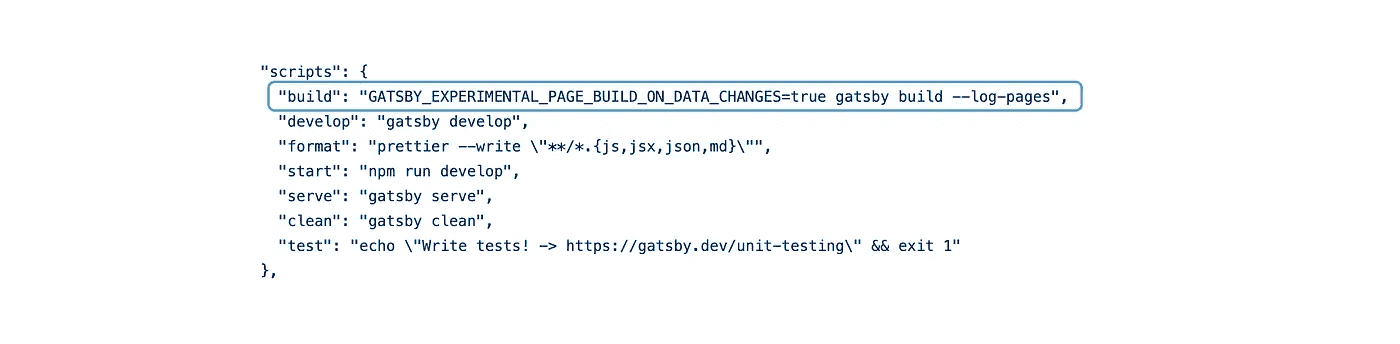 "scripts": {
"build": "GATSBY_EXPERIMENTAL_PAGE_BUILD_ON_DATA_CHANGES=true gatsby build --log-pages",
"develop": "gatsby develop",
"format": "prettier --write \"**/*.{js,jsx,json,md}\"",
"start": "npm run develop",
"serve": "gatsby serve",
"clean": "gatsby clean",
"test": "echo \"Write tests! -> https://gatsby.dev/unit-testing\" && exit 1"
},